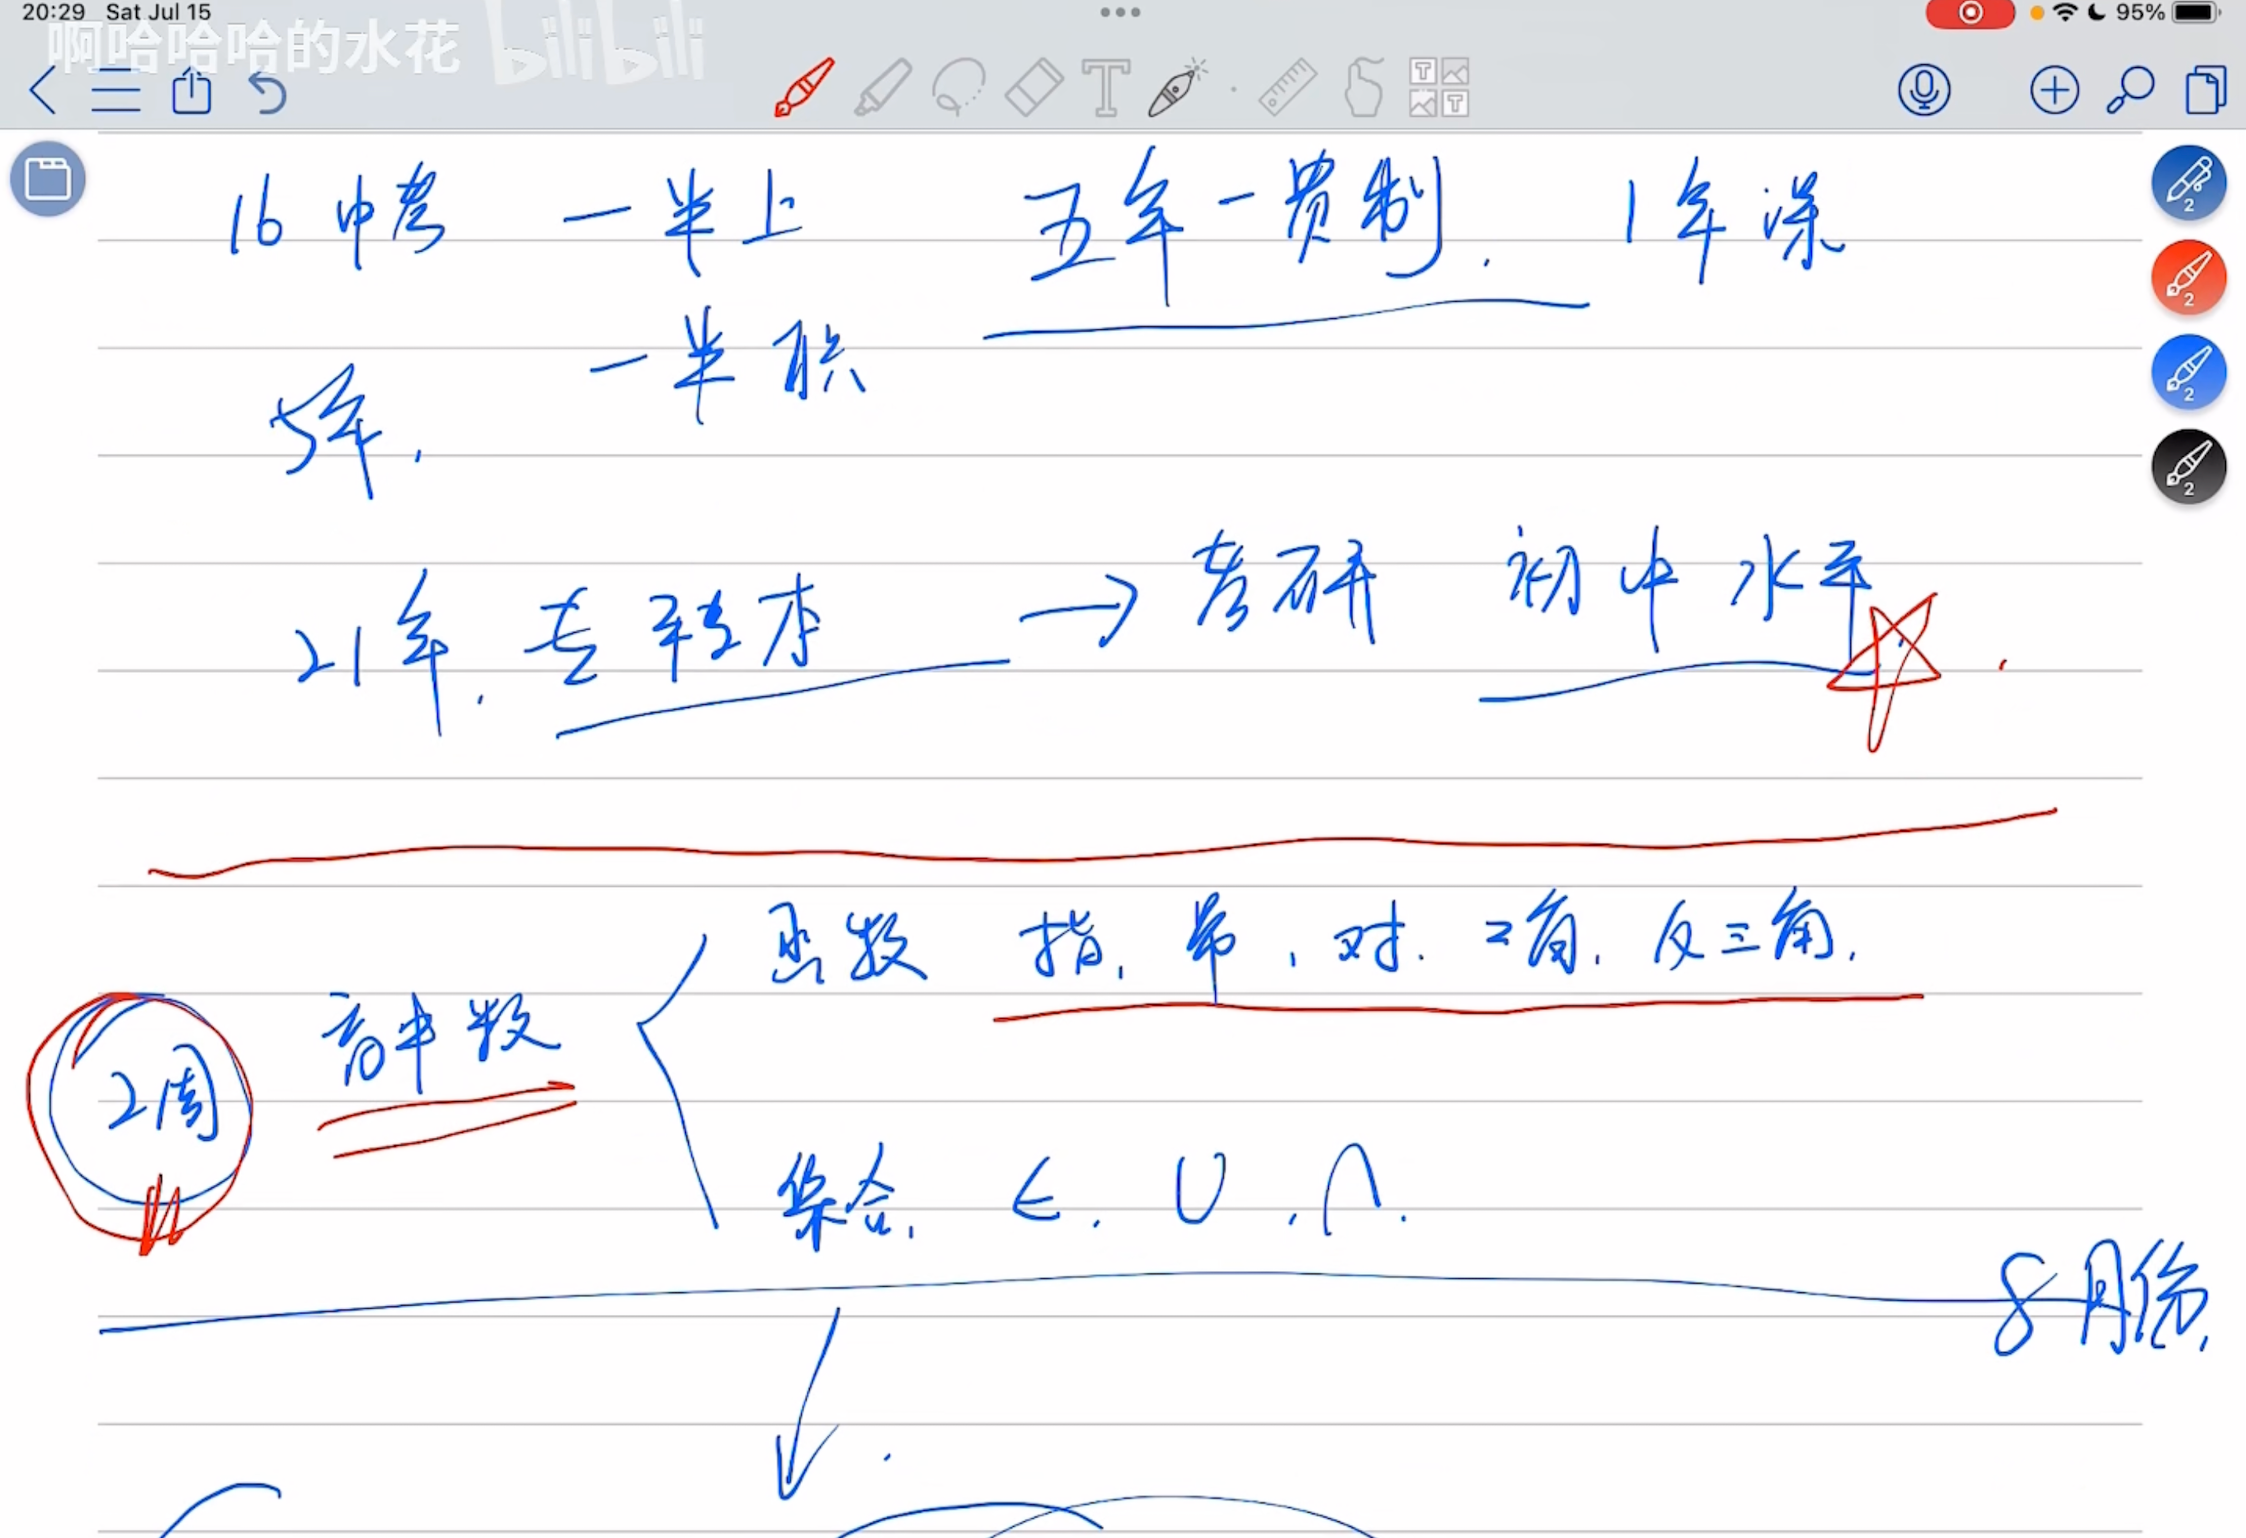 20:29 Sat Jul 15 95%
啊哈哈哈的水花 bilibili
16 中考 一半上 五年一贯制. 1年课
一半职
5年.
21年. 专转本 → 考研 初中水平
函数 指, 幂, 对. 三角. 反三角.
2周 高中数
集合, ∈. ∪, ∩.
8月份.